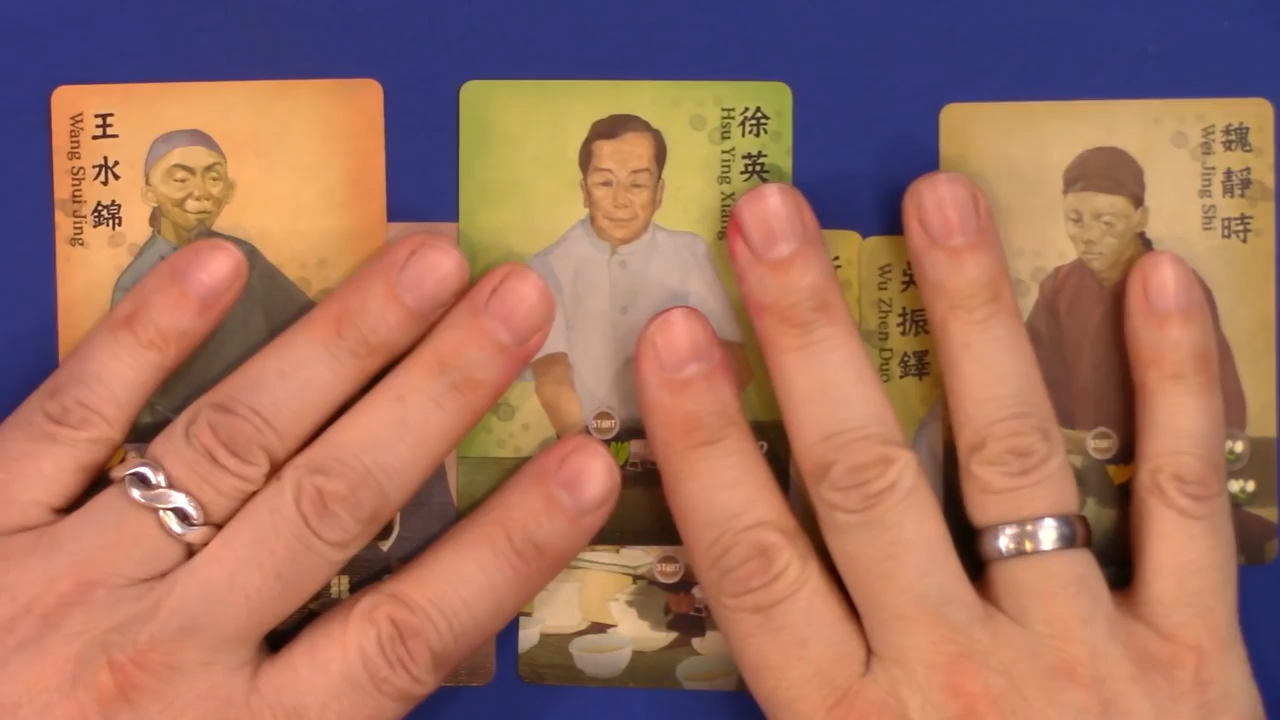 王水錦
Wang Shui Jing
徐英
Hsu Ying Xiang
START
START
振鐸
Wu Zhen Duo
魏靜時
Wei Jing Shi
START